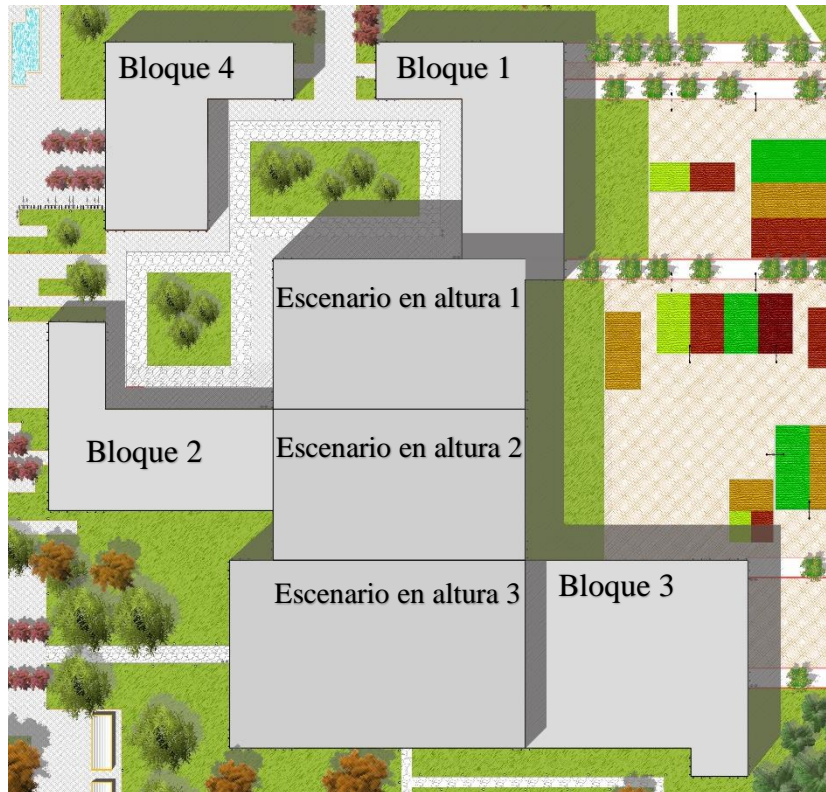 Bloque 4
Bloque 1
Escenario en altura 1
Bloque 2
Escenario en altura 2
Escenario en altura 3
Bloque 3